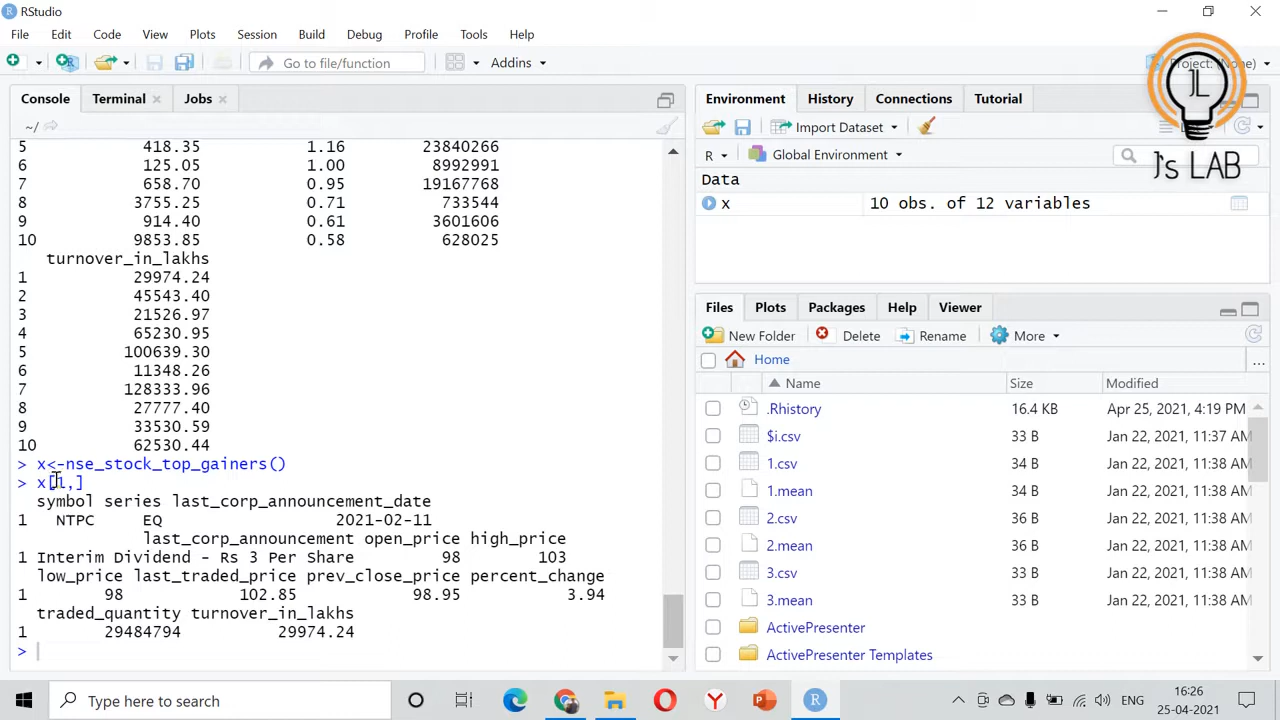 RStudio
File Edit Code View Plots Session Build Debug Profile Tools Help
Go to file/function Addins Project: (None)
JL
J's LAB
Console Terminal Jobs
~/
5 418.35 1.16 23840266
6 125.05 1.00 8992991
7 658.70 0.95 19167768
8 3755.25 0.71 733544
9 914.40 0.61 3601606
10 9853.85 0.58 628025
turnover_in_lakhs
1 29974.24
2 45543.40
3 21526.97
4 65230.95
5 100639.30
6 11348.26
7 128333.96
8 27777.40
9 33530.59
10 62530.44
> x<-nse_stock_top_gainers()
> x[1,]
symbol series last_corp_announcement_date
1 NTPC EQ 2021-02-11
last_corp_announcement open_price high_price
1 Interim Dividend - Rs 3 Per Share 98 103
low_price last_traded_price prev_close_price percent_change
1 98 102.85 98.95 3.94
traded_quantity turnover_in_lakhs
1 29484794 29974.24
>
Environment History Connections Tutorial
Import Dataset
R Global Environment
Data
x 10 obs. of 12 variables
Files Plots Packages Help Viewer
New Folder Delete Rename More
Home ...
Name Size Modified
.Rhistory 16.4 KB Apr 25, 2021, 4:19 PM
$i.csv 33 B Jan 22, 2021, 11:37 AM
1.csv 34 B Jan 22, 2021, 11:38 AM
1.mean 34 B Jan 22, 2021, 11:38 AM
2.csv 36 B Jan 22, 2021, 11:38 AM
2.mean 36 B Jan 22, 2021, 11:38 AM
3.csv 33 B Jan 22, 2021, 11:38 AM
3.mean 33 B Jan 22, 2021, 11:38 AM
ActivePresenter
ActivePresenter Templates
Type here to search
ENG
16:26
25-04-2021